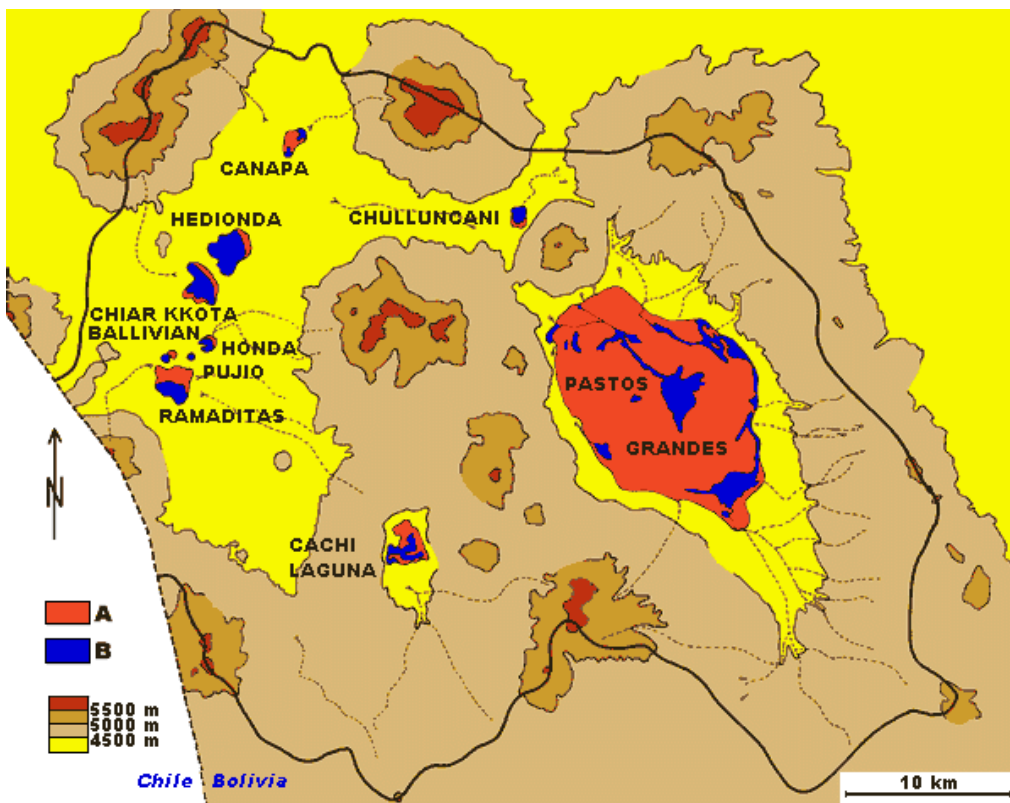 CANAPA
HEDIONDA
CHULLUNCANI
CHIAR KKOTA
BALLIVIAN
HONDA
PUJIO
RAMADITAS
PASTOS
GRANDES
N
CACHI
LAGUNA
A
B
5500 m
5000 m
4500 m
Chile Bolivia
10 km